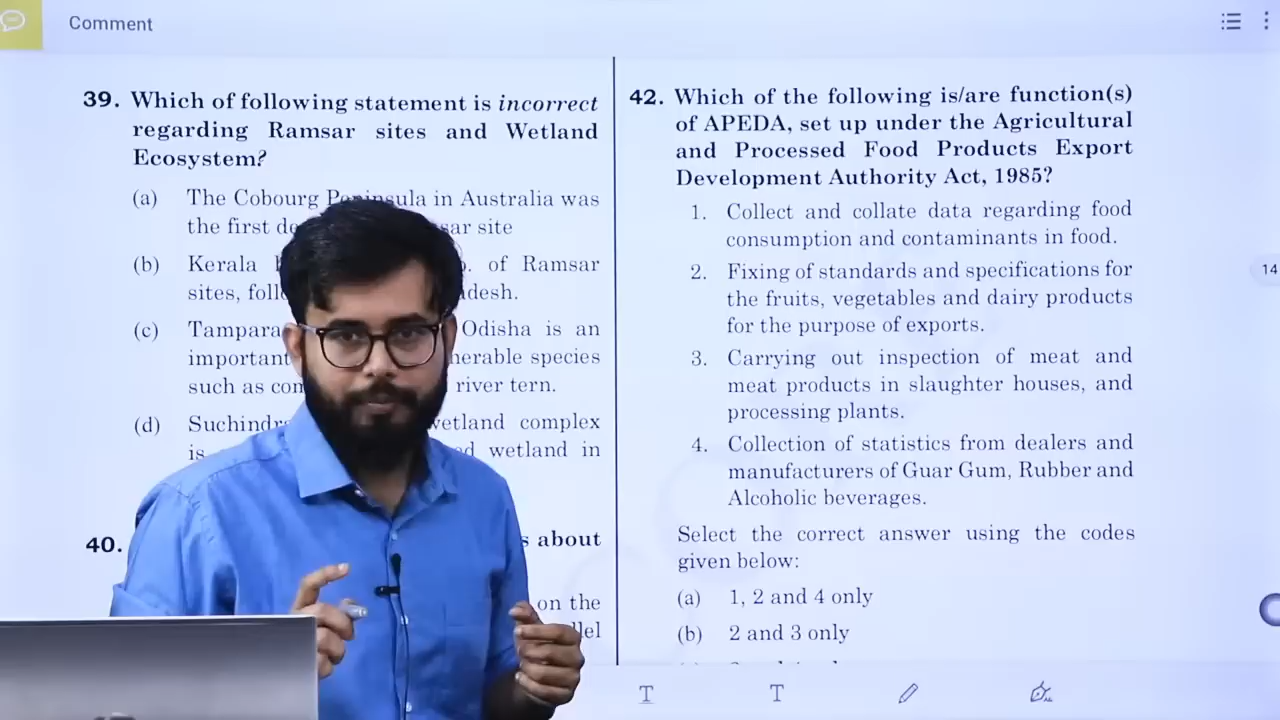 Comment
39. Which of following statement is incorrect
regarding Ramsar sites and Wetland
Ecosystem?
(a) The Cobourg Peninsula in Australia was
the first site
(b) Kerala of Ramsar
sites,
(c) Tampara Odisha is an
important species
such as river tern.
(d) wetland complex
is wetland in
40. about
on the
42. Which of the following is/are function(s)
of APEDA, set up under the Agricultural
and Processed Food Products Export
Development Authority Act, 1985?
1. Collect and collate data regarding food
consumption and contaminants in food.
2. Fixing of standards and specifications for
the fruits, vegetables and dairy products
for the purpose of exports.
3. Carrying out inspection of meat and
meat products in slaughter houses, and
processing plants.
4. Collection of statistics from dealers and
manufacturers of Guar Gum, Rubber and
Alcoholic beverages.
Select the correct answer using the codes
given below:
(a) 1, 2 and 4 only
(b) 2 and 3 only
14
T T